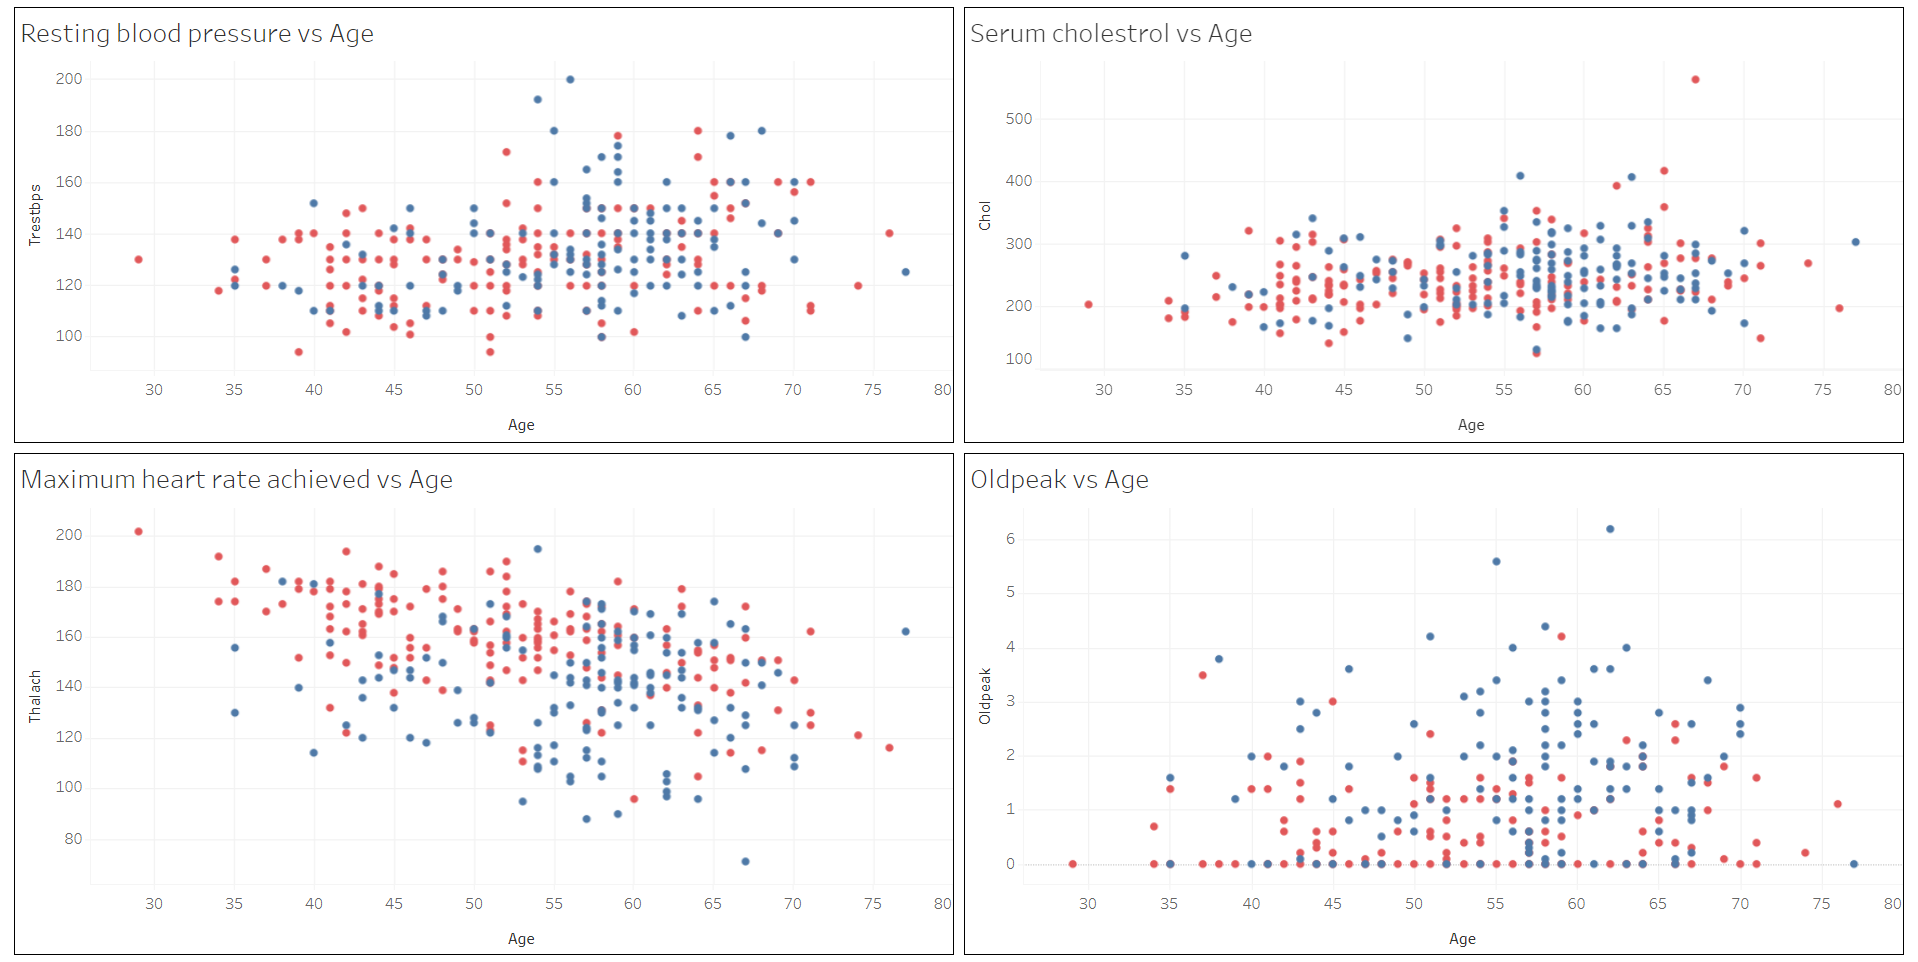 Resting blood pressure vs Age
200
180
160
140
120
100
Trestbps
30 35 40 45 50 55 60 65 70 75 80
Age
Serum cholestrol vs Age
500
400
300
200
100
Chol
30 35 40 45 50 55 60 65 70 75 80
Age
Maximum heart rate achieved vs Age
200
180
160
140
120
100
80
Thalach
30 35 40 45 50 55 60 65 70 75 80
Age
Oldpeak vs Age
6
5
4
3
2
1
0
Oldpeak
30 35 40 45 50 55 60 65 70 75 80
Age